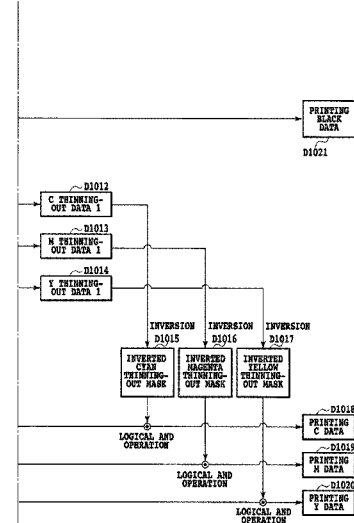 PRINTING
BLACK
DATA
D1021
D1012
C THINNING-
OUT DATA 1
D1013
M THINNING-
OUT DATA 1
D1014
Y THINNING-
OUT DATA 1
INVERSION
INVERSION
INVERSION
D1015
D1016
D1017
INVERTED
CYAN
THINNING-
OUT MASK
INVERTED
MAGENTA
THINNING-
OUT MASK
INVERTED
YELLOW
THINNING-
OUT MASK
D1018
PRINTING
C DATA
LOGICAL AND
OPERATION
D1019
PRINTING
M DATA
LOGICAL AND
OPERATION
D1020
PRINTING
Y DATA
LOGICAL AND
OPERATION